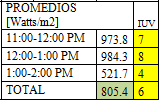 PROMEDIOS
[Watts/m2] IUV
11:00-12:00 PM 973.8 7
12:00-1:00 PM 984.3 8
1:00-2:00 PM 521.7 4
TOTAL 805.4 6